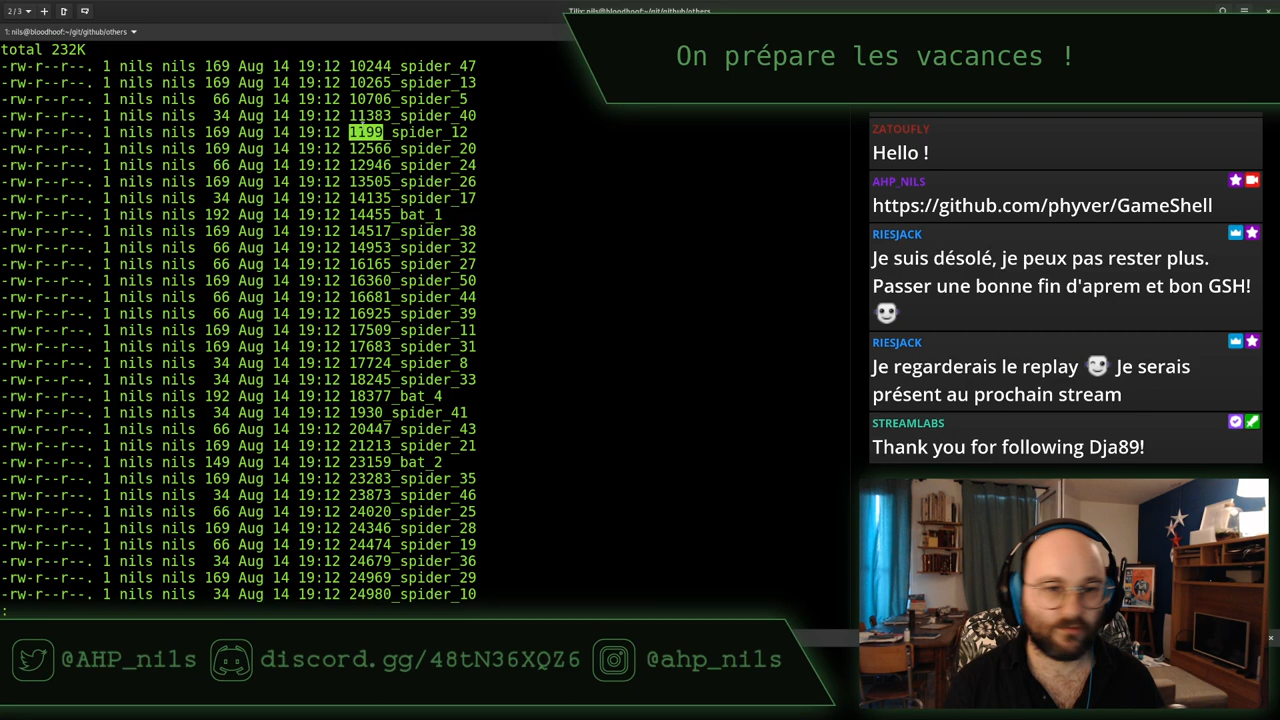 2 / 3
Tilix: nils@bloodhoof:~/git/github/others
1: nils@bloodhoof:~/git/github/others
total 232K
-rw-r--r--. 1 nils nils 169 Aug 14 19:12 10244_spider_47
-rw-r--r--. 1 nils nils 169 Aug 14 19:12 10265_spider_13
-rw-r--r--. 1 nils nils  66 Aug 14 19:12 10706_spider_5
-rw-r--r--. 1 nils nils  34 Aug 14 19:12 11383_spider_40
-rw-r--r--. 1 nils nils 169 Aug 14 19:12 1199_spider_12
-rw-r--r--. 1 nils nils 169 Aug 14 19:12 12566_spider_20
-rw-r--r--. 1 nils nils  66 Aug 14 19:12 12946_spider_24
-rw-r--r--. 1 nils nils 169 Aug 14 19:12 13505_spider_26
-rw-r--r--. 1 nils nils  34 Aug 14 19:12 14135_spider_17
-rw-r--r--. 1 nils nils 192 Aug 14 19:12 14455_bat_1
-rw-r--r--. 1 nils nils 169 Aug 14 19:12 14517_spider_38
-rw-r--r--. 1 nils nils  66 Aug 14 19:12 14953_spider_32
-rw-r--r--. 1 nils nils  66 Aug 14 19:12 16165_spider_27
-rw-r--r--. 1 nils nils 169 Aug 14 19:12 16360_spider_50
-rw-r--r--. 1 nils nils  66 Aug 14 19:12 16681_spider_44
-rw-r--r--. 1 nils nils  66 Aug 14 19:12 16925_spider_39
-rw-r--r--. 1 nils nils 169 Aug 14 19:12 17509_spider_11
-rw-r--r--. 1 nils nils 169 Aug 14 19:12 17683_spider_31
-rw-r--r--. 1 nils nils  34 Aug 14 19:12 17724_spider_8
-rw-r--r--. 1 nils nils  34 Aug 14 19:12 18245_spider_33
-rw-r--r--. 1 nils nils 192 Aug 14 19:12 18377_bat_4
-rw-r--r--. 1 nils nils  34 Aug 14 19:12 1930_spider_41
-rw-r--r--. 1 nils nils  66 Aug 14 19:12 20447_spider_43
-rw-r--r--. 1 nils nils 169 Aug 14 19:12 21213_spider_21
-rw-r--r--. 1 nils nils 149 Aug 14 19:12 23159_bat_2
-rw-r--r--. 1 nils nils 169 Aug 14 19:12 23283_spider_35
-rw-r--r--. 1 nils nils  34 Aug 14 19:12 23873_spider_46
-rw-r--r--. 1 nils nils  66 Aug 14 19:12 24020_spider_25
-rw-r--r--. 1 nils nils 169 Aug 14 19:12 24346_spider_28
-rw-r--r--. 1 nils nils  66 Aug 14 19:12 24474_spider_19
-rw-r--r--. 1 nils nils  34 Aug 14 19:12 24679_spider_36
-rw-r--r--. 1 nils nils 169 Aug 14 19:12 24969_spider_29
-rw-r--r--. 1 nils nils  34 Aug 14 19:12 24980_spider_10
:
On prépare les vacances !
ZATOUFLY
Hello !
AHP_NILS
https://github.com/phyver/GameShell
RIESJACK
Je suis désolé, je peux pas rester plus.
Passer une bonne fin d'aprem et bon GSH!
RIESJACK
Je regarderais le replay Je serais
présent au prochain stream
STREAMLABS
Thank you for following Dja89!
@AHP_nils discord.gg/48tN36XQZ6 @ahp_nils